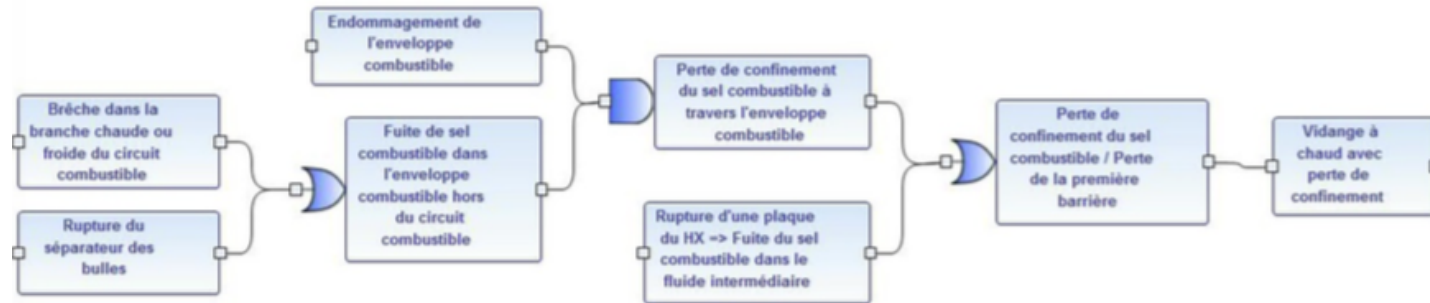 Endommagement de
l'enveloppe
combustible
Brêche dans la
branche chaude ou
froide du circuit
combustible
Rupture du
séparateur des
bulles
Fuite de sel
combustible dans
l'enveloppe
combustible hors
du circuit
combustible
Perte de confinement
du sel combustible à
travers l'enveloppe
combustible
Rupture d'une plaque
du HX => Fuite du sel
combustible dans le
fluide intermédiaire
Perte de
confinement du sel
combustible / Perte
de la première
barrière
Vidange à
chaud avec
perte de
confinement